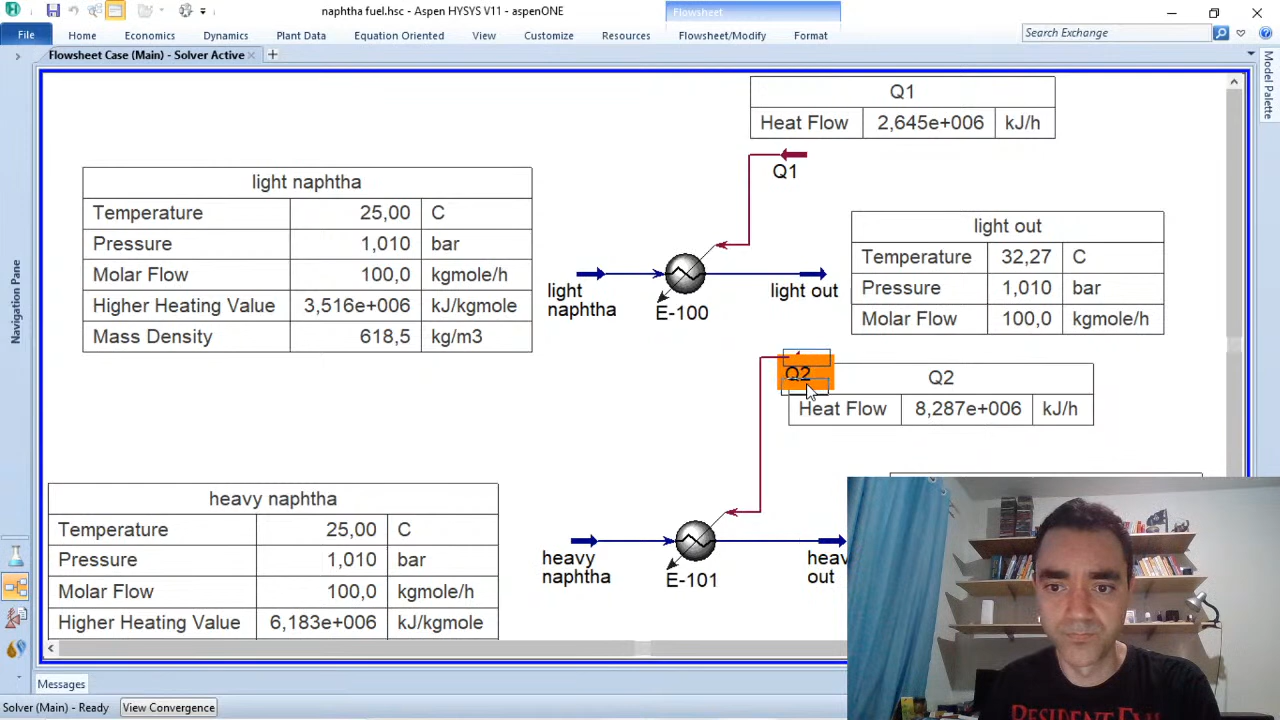 naphtha fuel.hsc - Aspen HYSYS V11 - aspenONE
Flowsheet
File Home Economics Dynamics Plant Data Equation Oriented View Customize Resources Flowsheet/Modify Format
Search Exchange
Flowsheet Case (Main) - Solver Active
Model Palette
Navigation Pane
Q1
Heat Flow 2,645e+006 kJ/h
Q1
light naphtha
Temperature 25,00 C
Pressure 1,010 bar
Molar Flow 100,0 kgmole/h
Higher Heating Value 3,516e+006 kJ/kgmole
Mass Density 618,5 kg/m3
light
naphtha
E-100
light out
light out
Temperature 32,27 C
Pressure 1,010 bar
Molar Flow 100,0 kgmole/h
Q2
Q2
Heat Flow 8,287e+006 kJ/h
heavy naphtha
Temperature 25,00 C
Pressure 1,010 bar
Molar Flow 100,0 kgmole/h
Higher Heating Value 6,183e+006 kJ/kgmole
heavy
naphtha
E-101
heav
out
Messages
Solver (Main) - Ready View Convergence